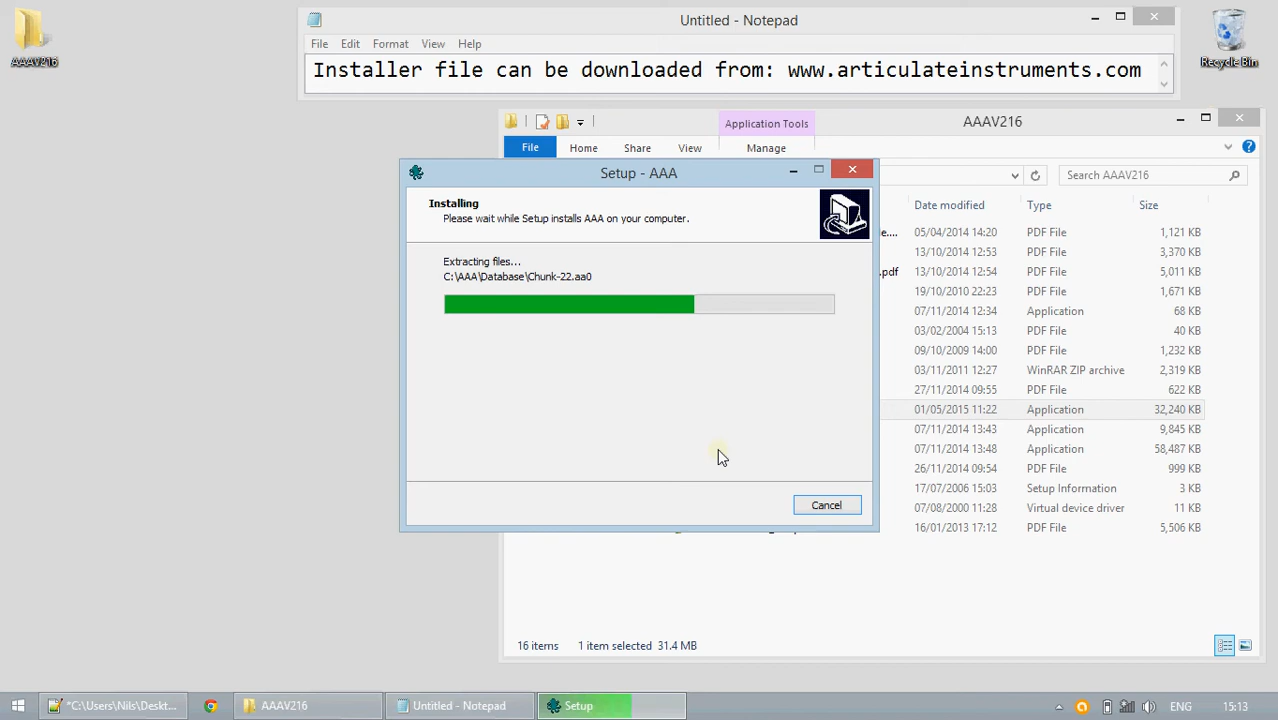 AAAV216
Untitled - Notepad
File Edit Format View Help
Installer file can be downloaded from: www.articulateinstruments.com
Recycle Bin
Application Tools
AAAV216
File Home Share View Manage
Search AAAV216
Date modified Type Size
05/04/2014 14:20 PDF File 1,121 KB
13/10/2014 12:53 PDF File 3,370 KB
.pdf 13/10/2014 12:54 PDF File 5,011 KB
19/10/2010 22:23 PDF File 1,671 KB
07/11/2014 12:34 Application 68 KB
03/02/2004 15:13 PDF File 40 KB
09/10/2009 14:00 PDF File 1,232 KB
03/11/2011 12:27 WinRAR ZIP archive 2,319 KB
27/11/2014 09:55 PDF File 622 KB
01/05/2015 11:22 Application 32,240 KB
07/11/2014 13:43 Application 9,845 KB
07/11/2014 13:48 Application 58,487 KB
26/11/2014 09:54 PDF File 999 KB
17/07/2006 15:03 Setup Information 3 KB
07/08/2000 11:28 Virtual device driver 11 KB
16/01/2013 17:12 PDF File 5,506 KB
16 items 1 item selected 31.4 MB
Setup - AAA
Installing
Please wait while Setup installs AAA on your computer.
Extracting files...
C:\AAA\Database\Chunk-22.aa0
Cancel
*C:\Users\Nils\Deskt... AAAV216 Untitled - Notepad Setup ENG 15:13